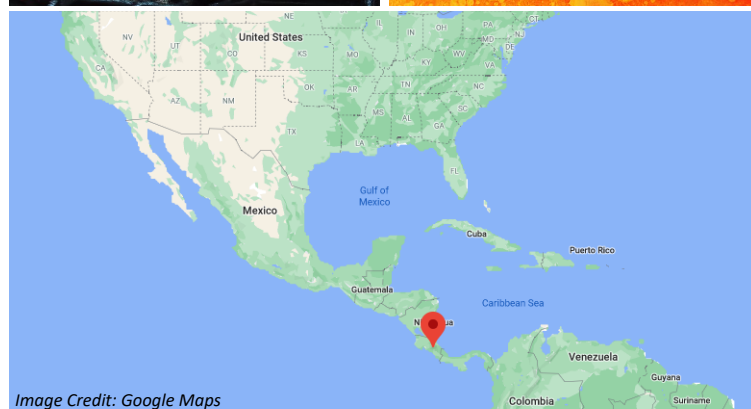 NE
CT
PA
NV
UT
CO
IL
IN
OH
MD
NJ
DE
United States
KS
MO
KY
WV
VA
CA
AZ
NM
OK
AR
TN
NC
SC
MS
AL
GA
TX
LA
FL
Gulf of
Mexico
Mexico
Cuba
Puerto Rico
Guatemala
Caribbean Sea
Venezuela
Guyana
Suriname
Colombia
Image Credit: Google Maps